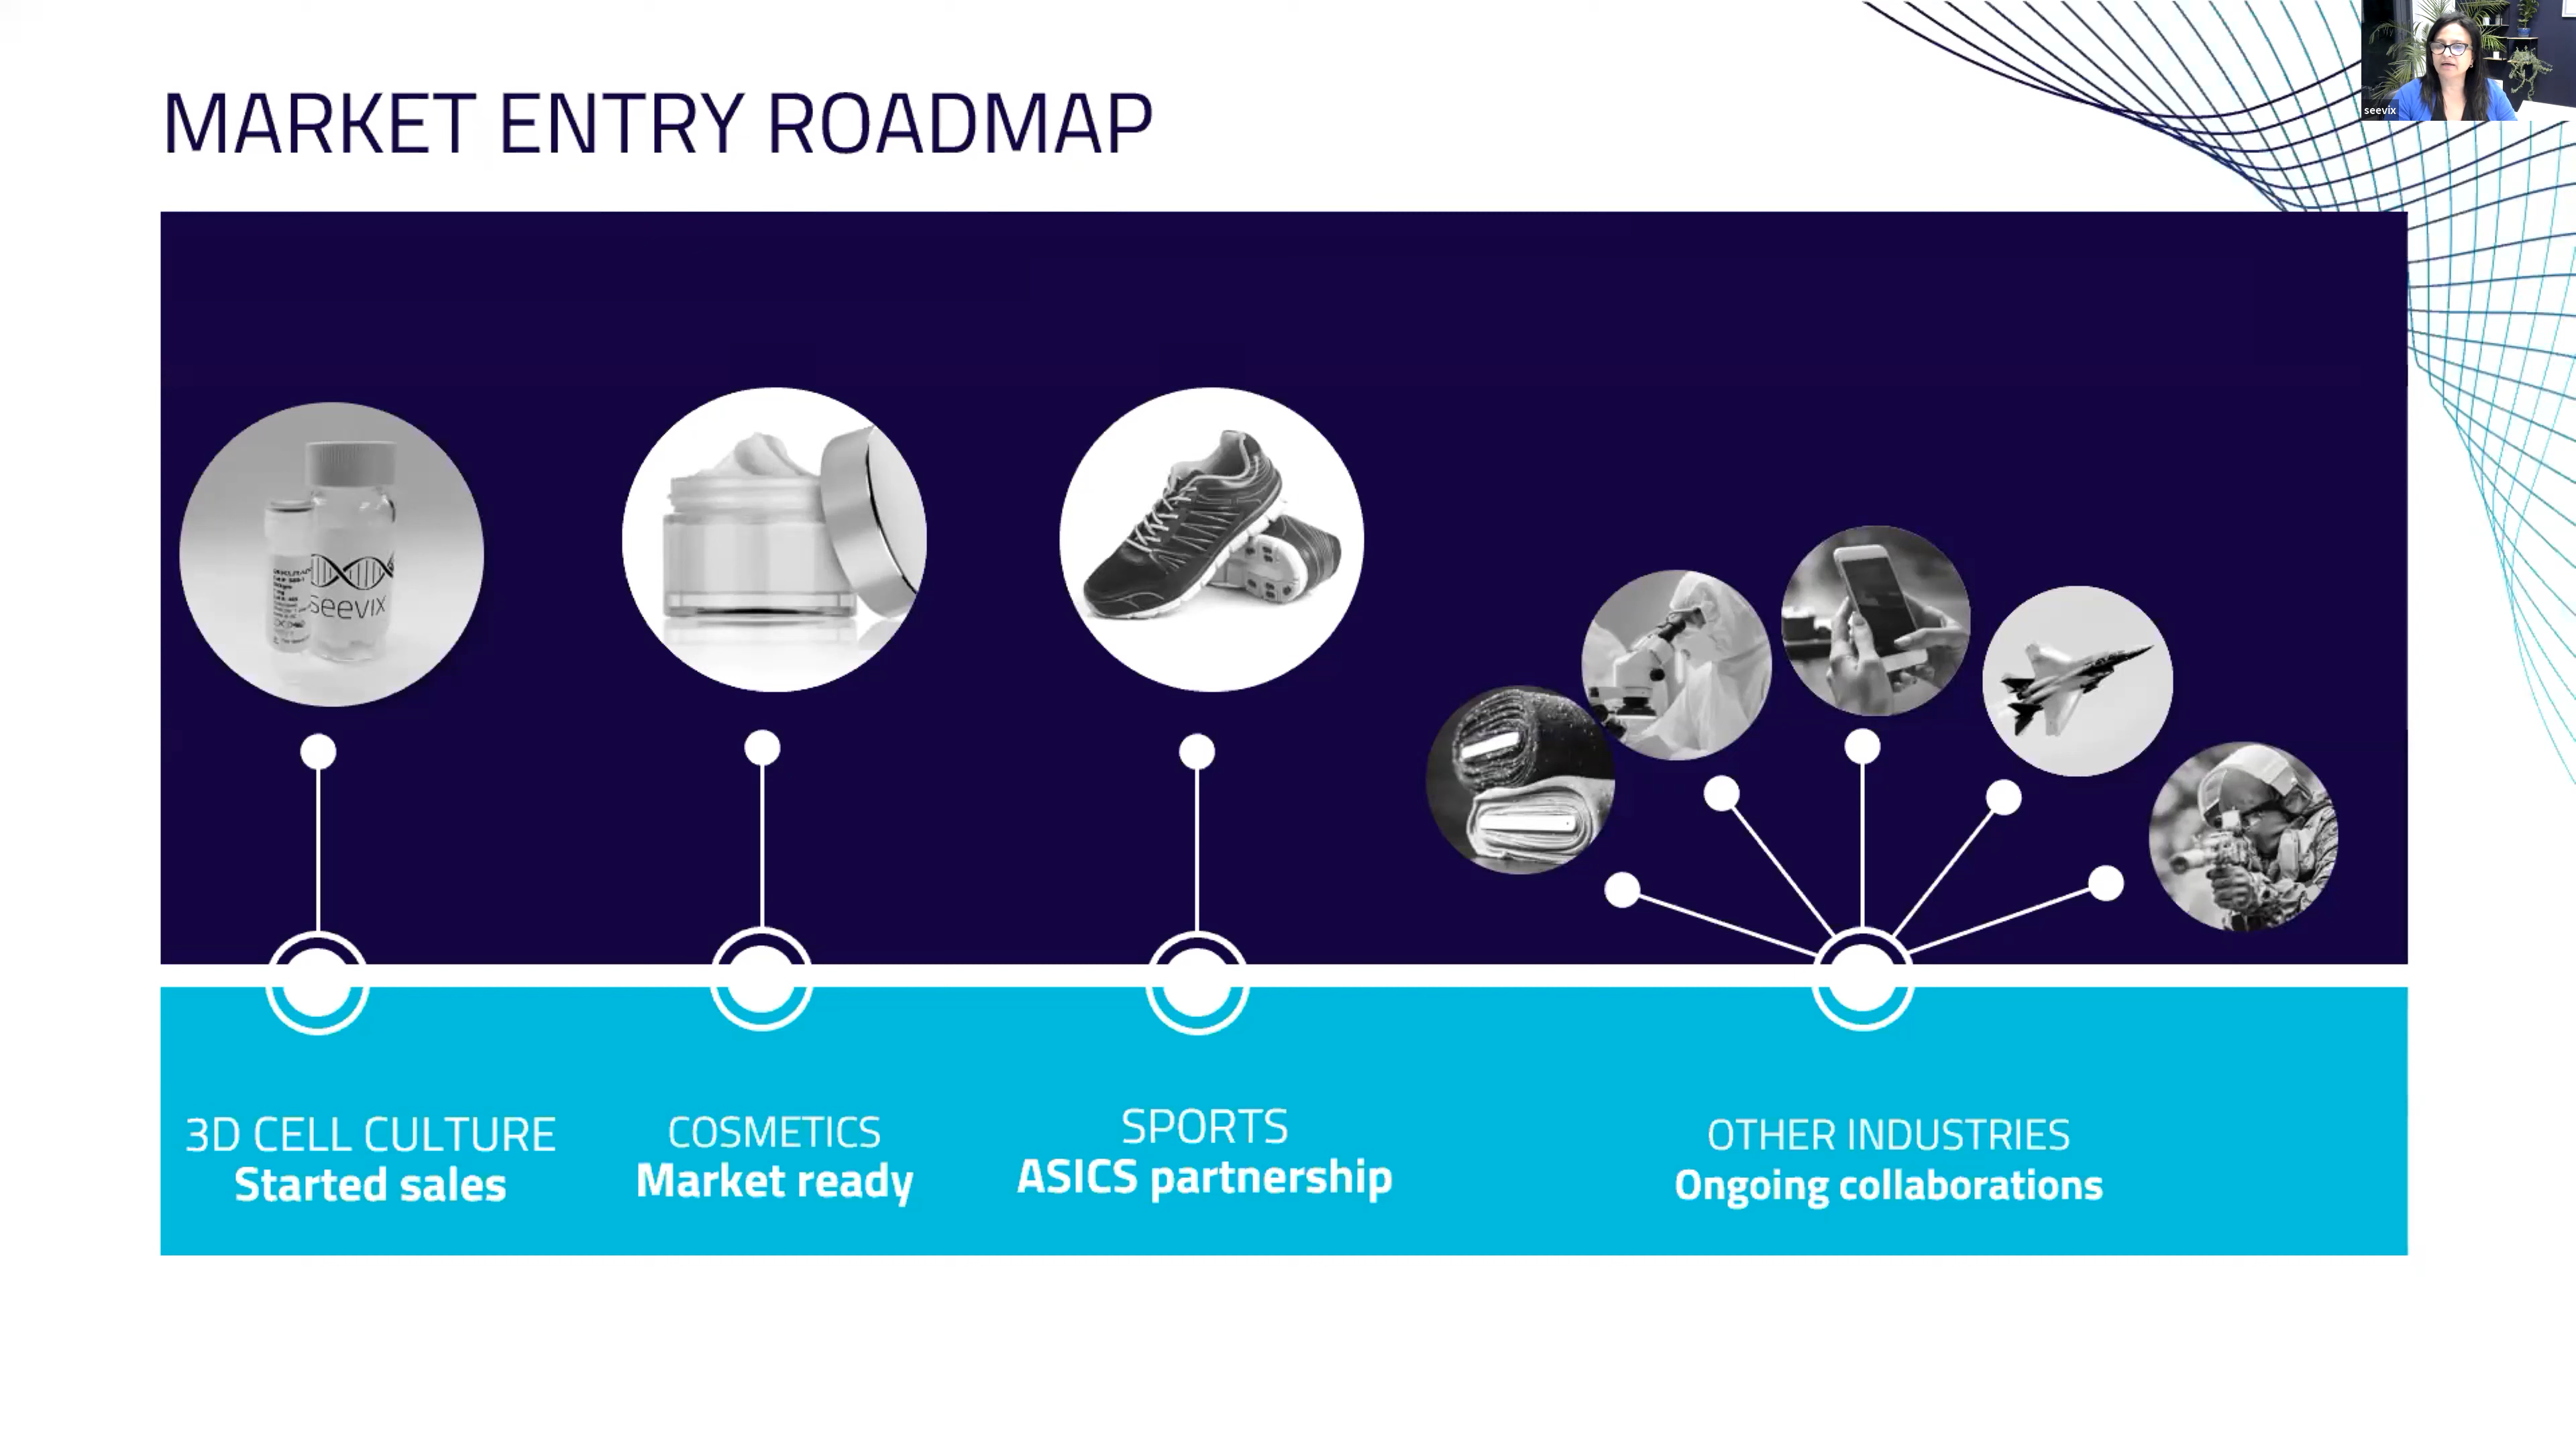 MARKET ENTRY ROADMAP
seevix
seevix
3D CELL CULTURE
Started sales
COSMETICS
Market ready
SPORTS
ASICS partnership
OTHER INDUSTRIES
Ongoing collaborations